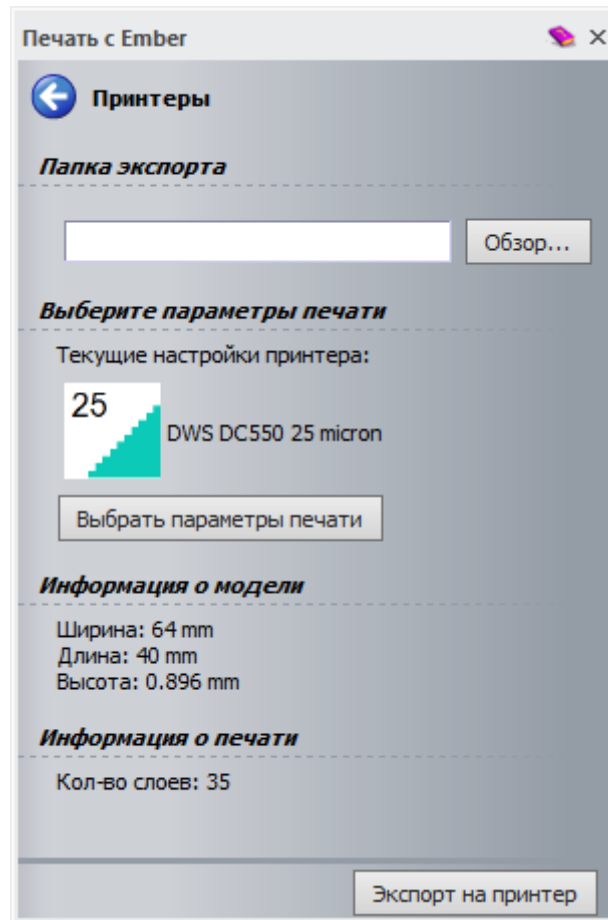 Печать с Ember
Принтеры
Папка экспорта
Обзор...
Выберите параметры печати
Текущие настройки принтера:
25
DWS DC550 25 micron
Выбрать параметры печати
Информация о модели
Ширина: 64 mm
Длина: 40 mm
Высота: 0.896 mm
Информация о печати
Кол-во слоев: 35
Экспорт на принтер